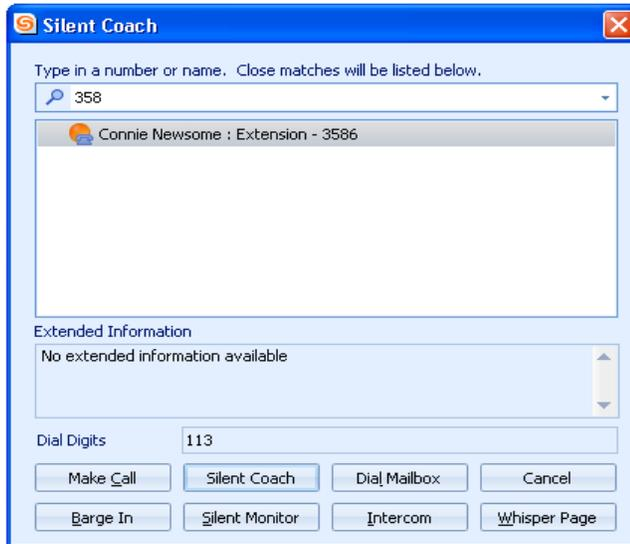 Silent Coach
Type in a number or name. Close matches will be listed below.
358
Connie Newsome : Extension - 3586
Extended Information
No extended information available
Dial Digits 113
Make Call Silent Coach Dial Mailbox Cancel
Barge In Silent Monitor Intercom Whisper Page